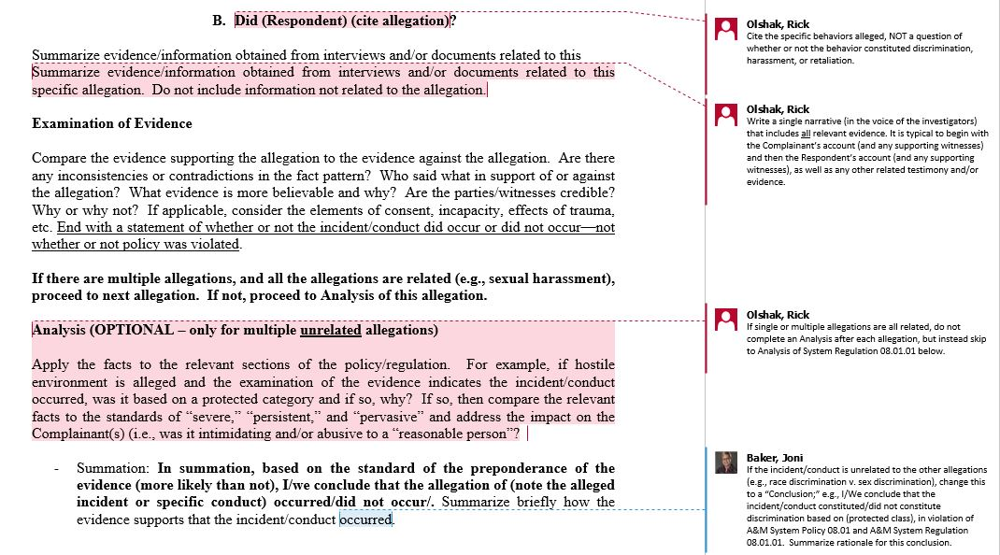 B. Did (Respondent) (cite allegation)?
Summarize evidence/information obtained from interviews and/or documents related to this
Summarize evidence/information obtained from interviews and/or documents related to this
specific allegation. Do not include information not related to the allegation.
Examination of Evidence
Compare the evidence supporting the allegation to the evidence against the allegation. Are there
any inconsistencies or contradictions in the fact pattern? Who said what in support of or against
the allegation? What evidence is more believable and why? Are the parties/witnesses credible?
Why or why not? If applicable, consider the elements of consent, incapacity, effects of trauma,
etc. End with a statement of whether or not the incident/conduct did occur or did not occur—not
whether or not policy was violated.
If there are multiple allegations, and all the allegations are related (e.g., sexual harassment),
proceed to next allegation. If not, proceed to Analysis of this allegation.
Analysis (OPTIONAL – only for multiple unrelated allegations)
Apply the facts to the relevant sections of the policy/regulation. For example, if hostile
environment is alleged and the examination of the evidence indicates the incident/conduct
occurred, was it based on a protected category and if so, why? If so, then compare the relevant
facts to the standards of “severe,” “persistent,” and “pervasive” and address the impact on the
Complainant(s) (i.e., was it intimidating and/or abusive to a “reasonable person”?
- Summation: In summation, based on the standard of the preponderance of the
evidence (more likely than not), I/we conclude that the allegation of (note the alleged
incident or specific conduct) occurred/did not occur/. Summarize briefly how the
evidence supports that the incident/conduct occurred.
Olshak, Rick
Cite the specific behaviors alleged, NOT a question of
whether or not the behavior constituted discrimination,
harassment, or retaliation.
Olshak, Rick
Write a single narrative (in the voice of the investigators)
that includes all relevant evidence. It is typical to begin with
the Complainant’s account (and any supporting witnesses)
and then the Respondent’s account (and any supporting
witnesses), as well as any other related testimony and/or
evidence.
Olshak, Rick
If single or multiple allegations are all related, do not
complete an Analysis after each allegation, but instead skip
to Analysis of System Regulation 08.01.01 below.
Baker, Joni
If the incident/conduct is unrelated to the other allegations
(e.g., race discrimination v. sex discrimination), change this
to a “Conclusion;” e.g., I/We conclude that the
incident/conduct constituted/did not constitute
discrimination based on (protected class), in violation of
A&M System Policy 08.01 and A&M System Regulation
08.01.01. Summarize rationale for this conclusion.